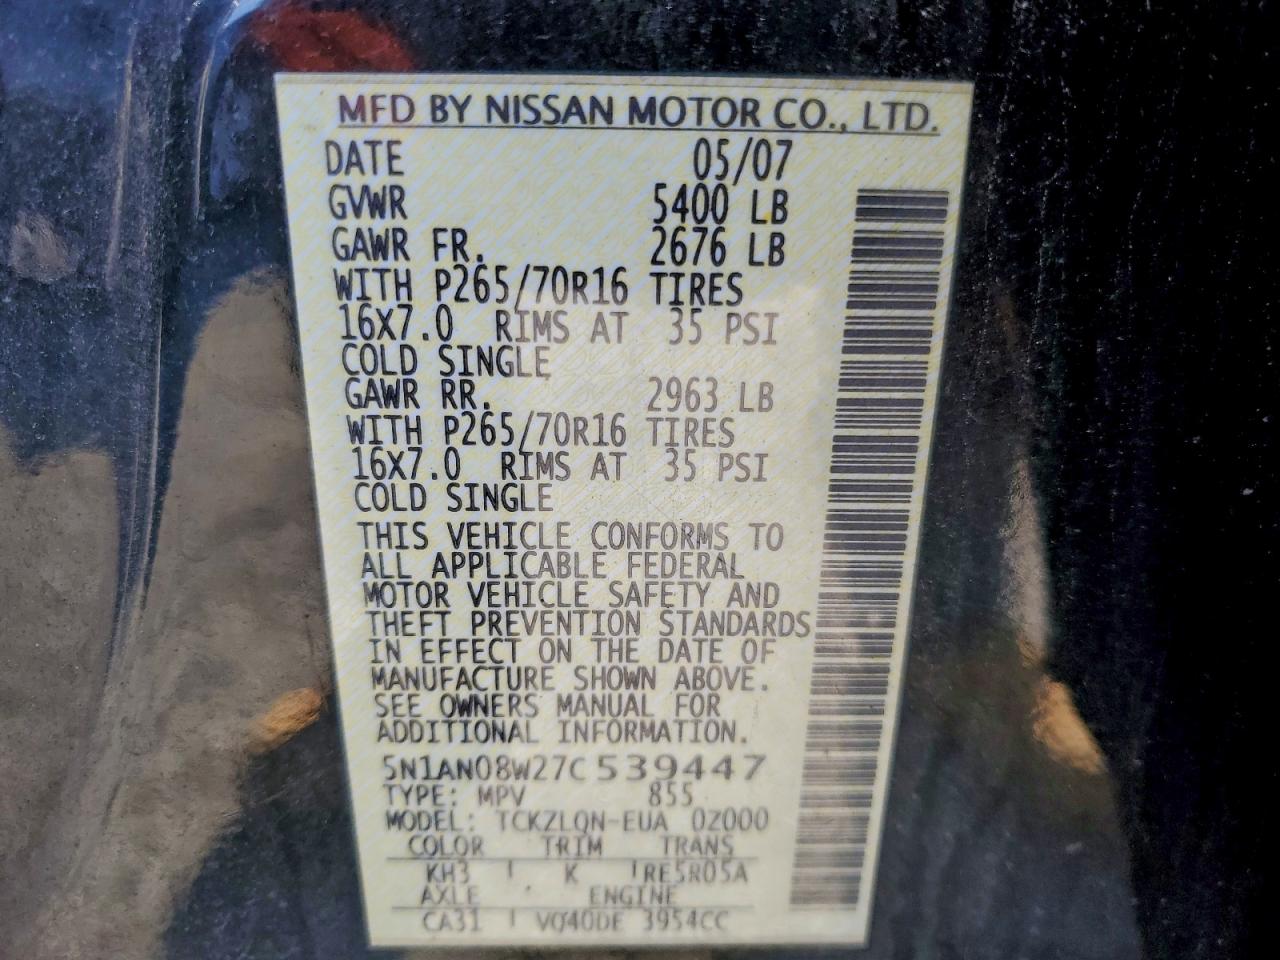 MFD BY NISSAN MOTOR CO., LTD.
DATE 05/07
GVWR 5400 LB
GAWR FR. 2676 LB
WITH P265/70R16 TIRES
16X7.0 RIMS AT 35 PSI
COLD SINGLE
GAWR RR. 2963 LB
WITH P265/70R16 TIRES
16X7.0 RIMS AT 35 PSI
COLD SINGLE
THIS VEHICLE CONFORMS TO
ALL APPLICABLE FEDERAL
MOTOR VEHICLE SAFETY AND
THEFT PREVENTION STANDARDS
IN EFFECT ON THE DATE OF
MANUFACTURE SHOWN ABOVE.
SEE OWNERS MANUAL FOR
ADDITIONAL INFORMATION.
5N1AN08W27C539447
TYPE: MPV 855
MODEL: TCKZLQN-EUA 0Z000
COLOR TRIM TRANS
KH3 K RE5R05A
AXLE ENGINE
CA31 VQ40DE 3954CC